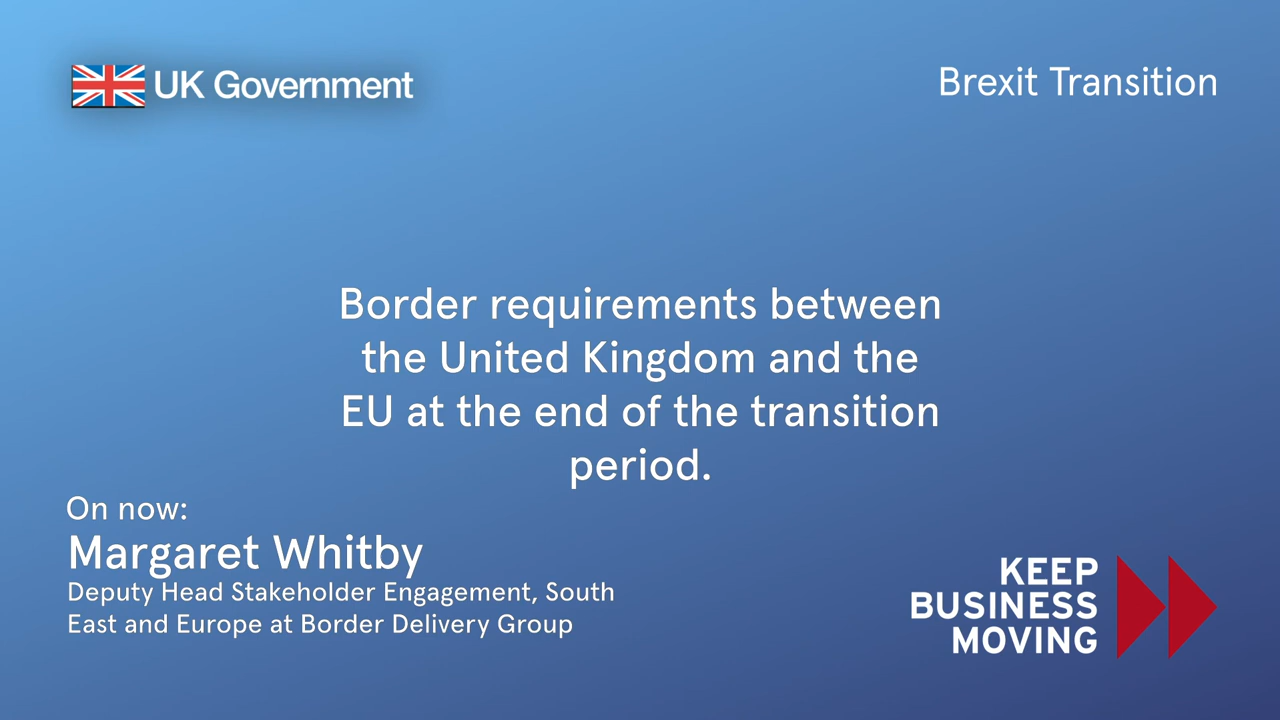 UK Government
Brexit Transition
Border requirements between
the United Kingdom and the
EU at the end of the transition
period.
On now:
Margaret Whitby
Deputy Head Stakeholder Engagement, South
East and Europe at Border Delivery Group
KEEP
BUSINESS
MOVING